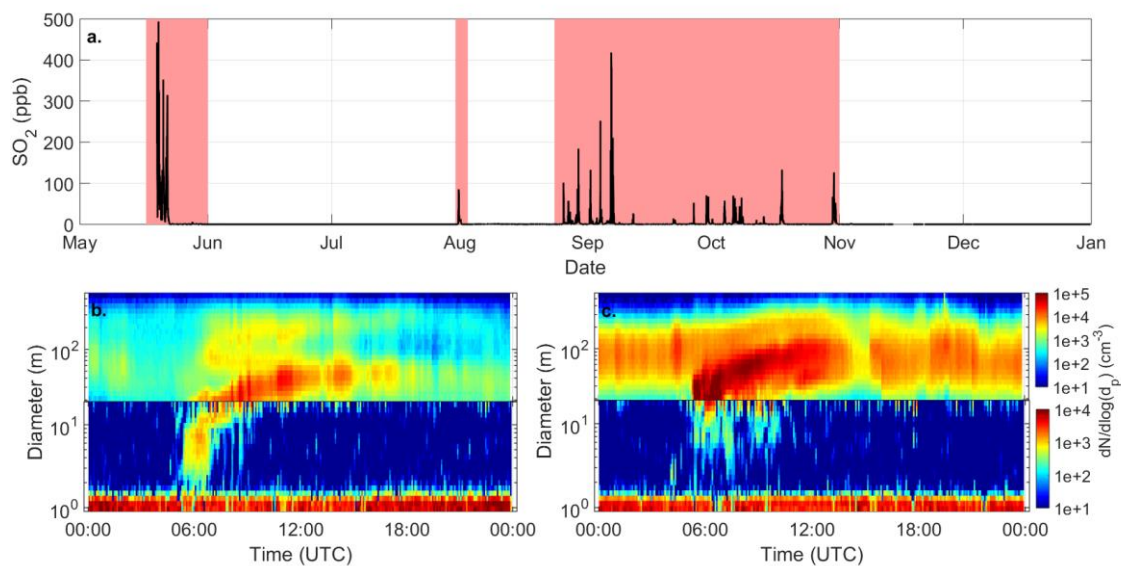 a.
500
400
300
200
100
0
SO2 (ppb)
May Jun Jul Aug Sep Oct Nov Dec Jan
Date
b.
c.
10^2
10^1
10^0
Diameter (m)
00:00 06:00 12:00 18:00 00:00
Time (UTC)
10^2
10^1
10^0
Diameter (m)
00:00 06:00 12:00 18:00 00:00
Time (UTC)
1e+5
1e+4
1e+3
1e+2
1e+1
1e+4
1e+3
1e+2
1e+1
dN/dlog(dp) (cm-3)